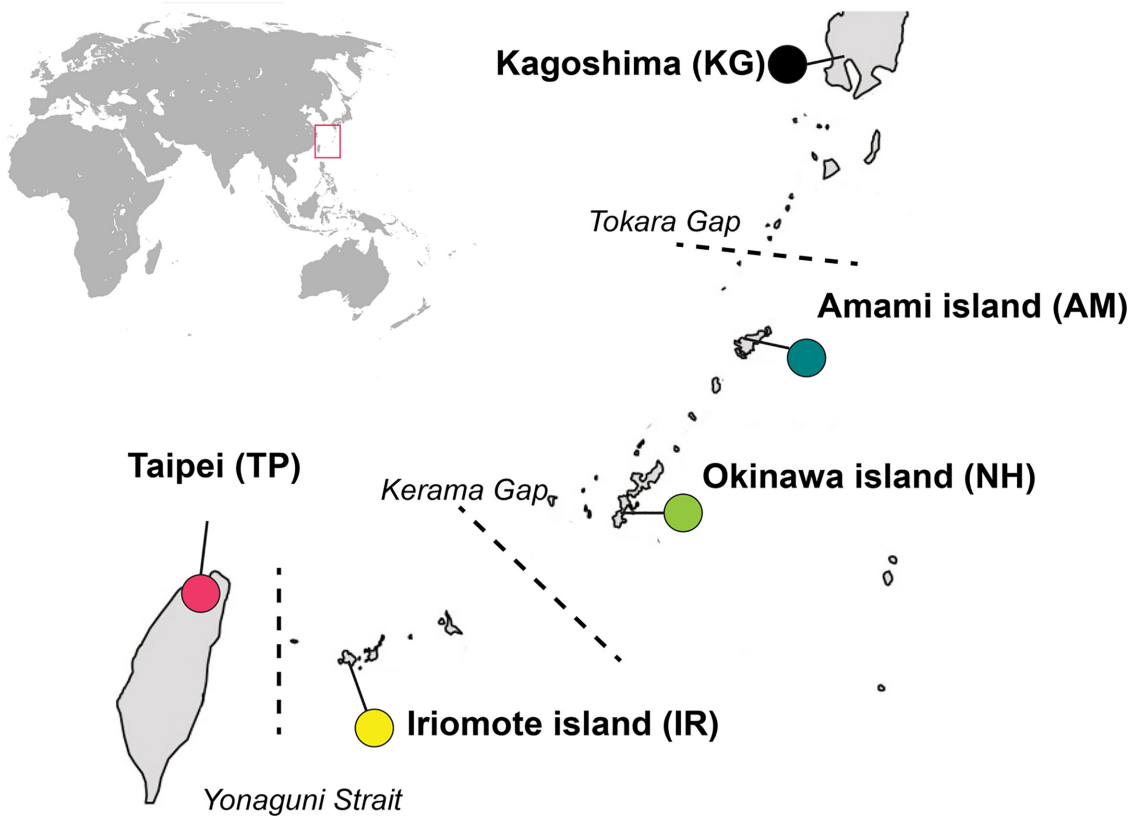 Kagoshima (KG)
Tokara Gap
Amami island (AM)
Taipei (TP)
Kerama Gap
Okinawa island (NH)
Iriomote island (IR)
Yonaguni Strait